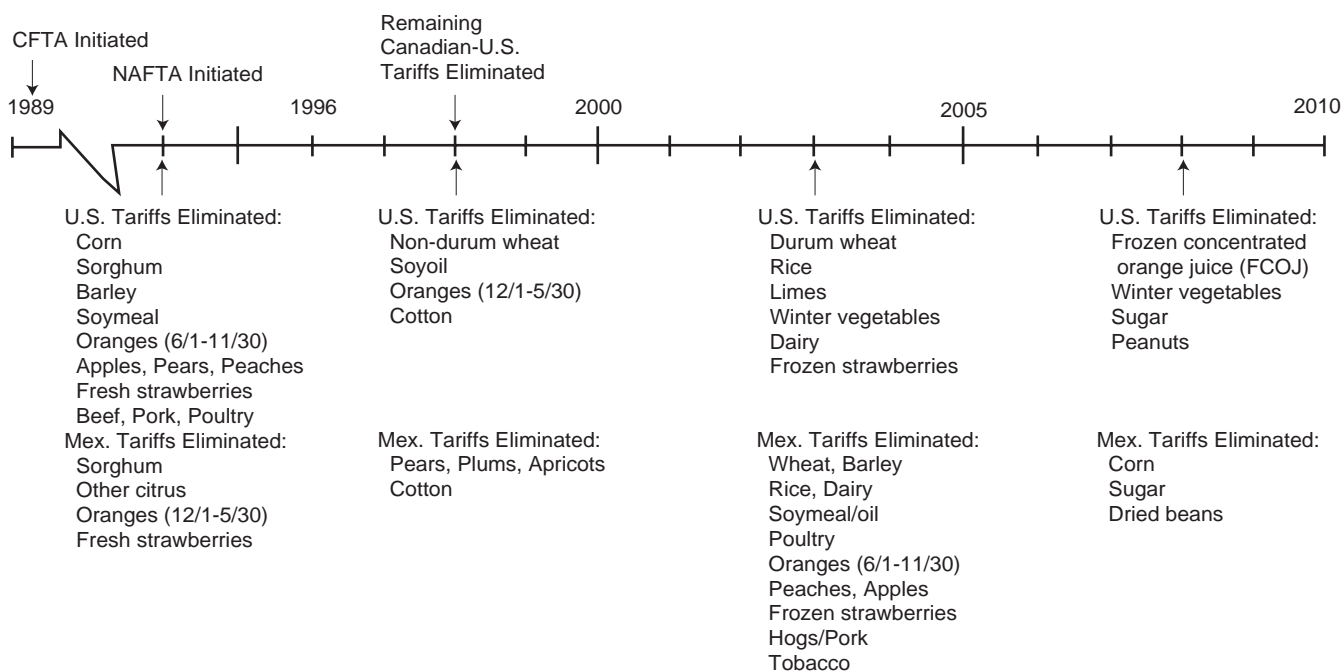 CFTA Initiated
NAFTA Initiated
Remaining
Canadian-U.S.
Tariffs Eliminated
1989
1996
2000
2005
2010
U.S. Tariffs Eliminated:
Corn
Sorghum
Barley
Soymeal
Oranges (6/1-11/30)
Apples, Pears, Peaches
Fresh strawberries
Beef, Pork, Poultry
Mex. Tariffs Eliminated:
Sorghum
Other citrus
Oranges (12/1-5/30)
Fresh strawberries
U.S. Tariffs Eliminated:
Non-durum wheat
Soyoil
Oranges (12/1-5/30)
Cotton
Mex. Tariffs Eliminated:
Pears, Plums, Apricots
Cotton
U.S. Tariffs Eliminated:
Durum wheat
Rice
Limes
Winter vegetables
Dairy
Frozen strawberries
Mex. Tariffs Eliminated:
Wheat, Barley
Rice, Dairy
Soymeal/oil
Poultry
Oranges (6/1-11/30)
Peaches, Apples
Frozen strawberries
Hogs/Pork
Tobacco
U.S. Tariffs Eliminated:
Frozen concentrated
orange juice (FCOJ)
Winter vegetables
Sugar
Peanuts
Mex. Tariffs Eliminated:
Corn
Sugar
Dried beans